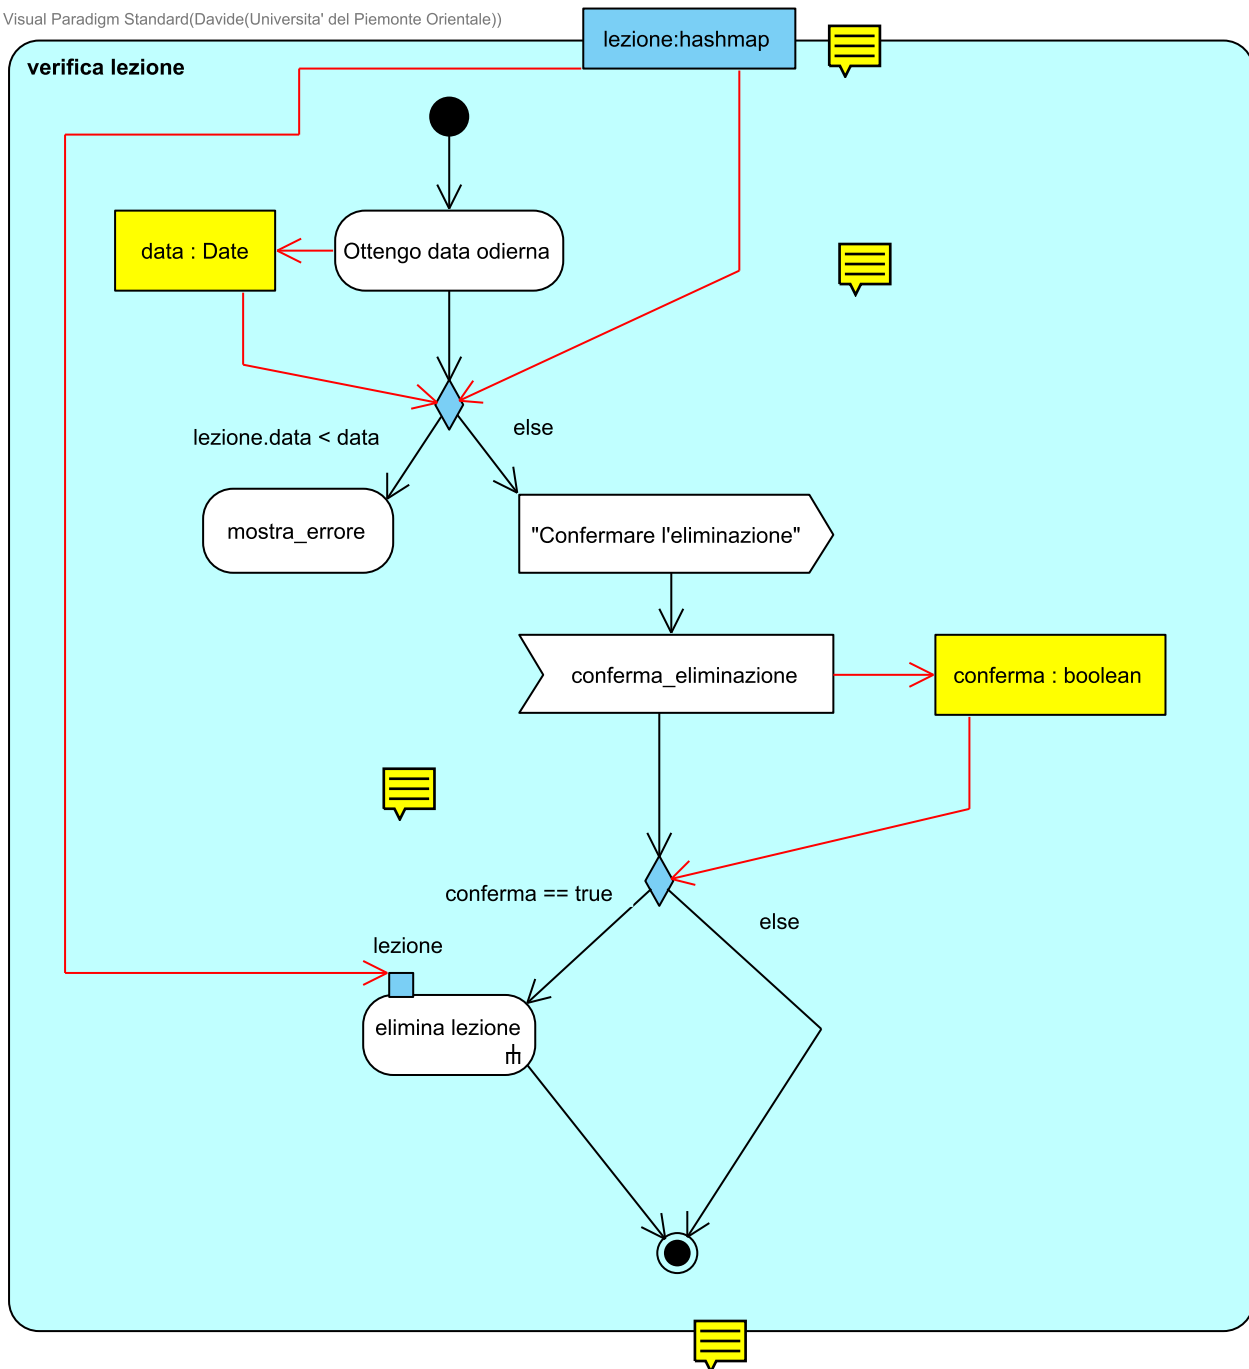 Visual Paradigm Standard(Davide(Universita' del Piemonte Orientale))
lezione:hashmap
verifica lezione
data : Date
Ottengo data odierna
lezione.data < data
else
mostra_errore
"Confermare l'eliminazione"
conferma_eliminazione
conferma : boolean
conferma == true
else
lezione
elimina lezione